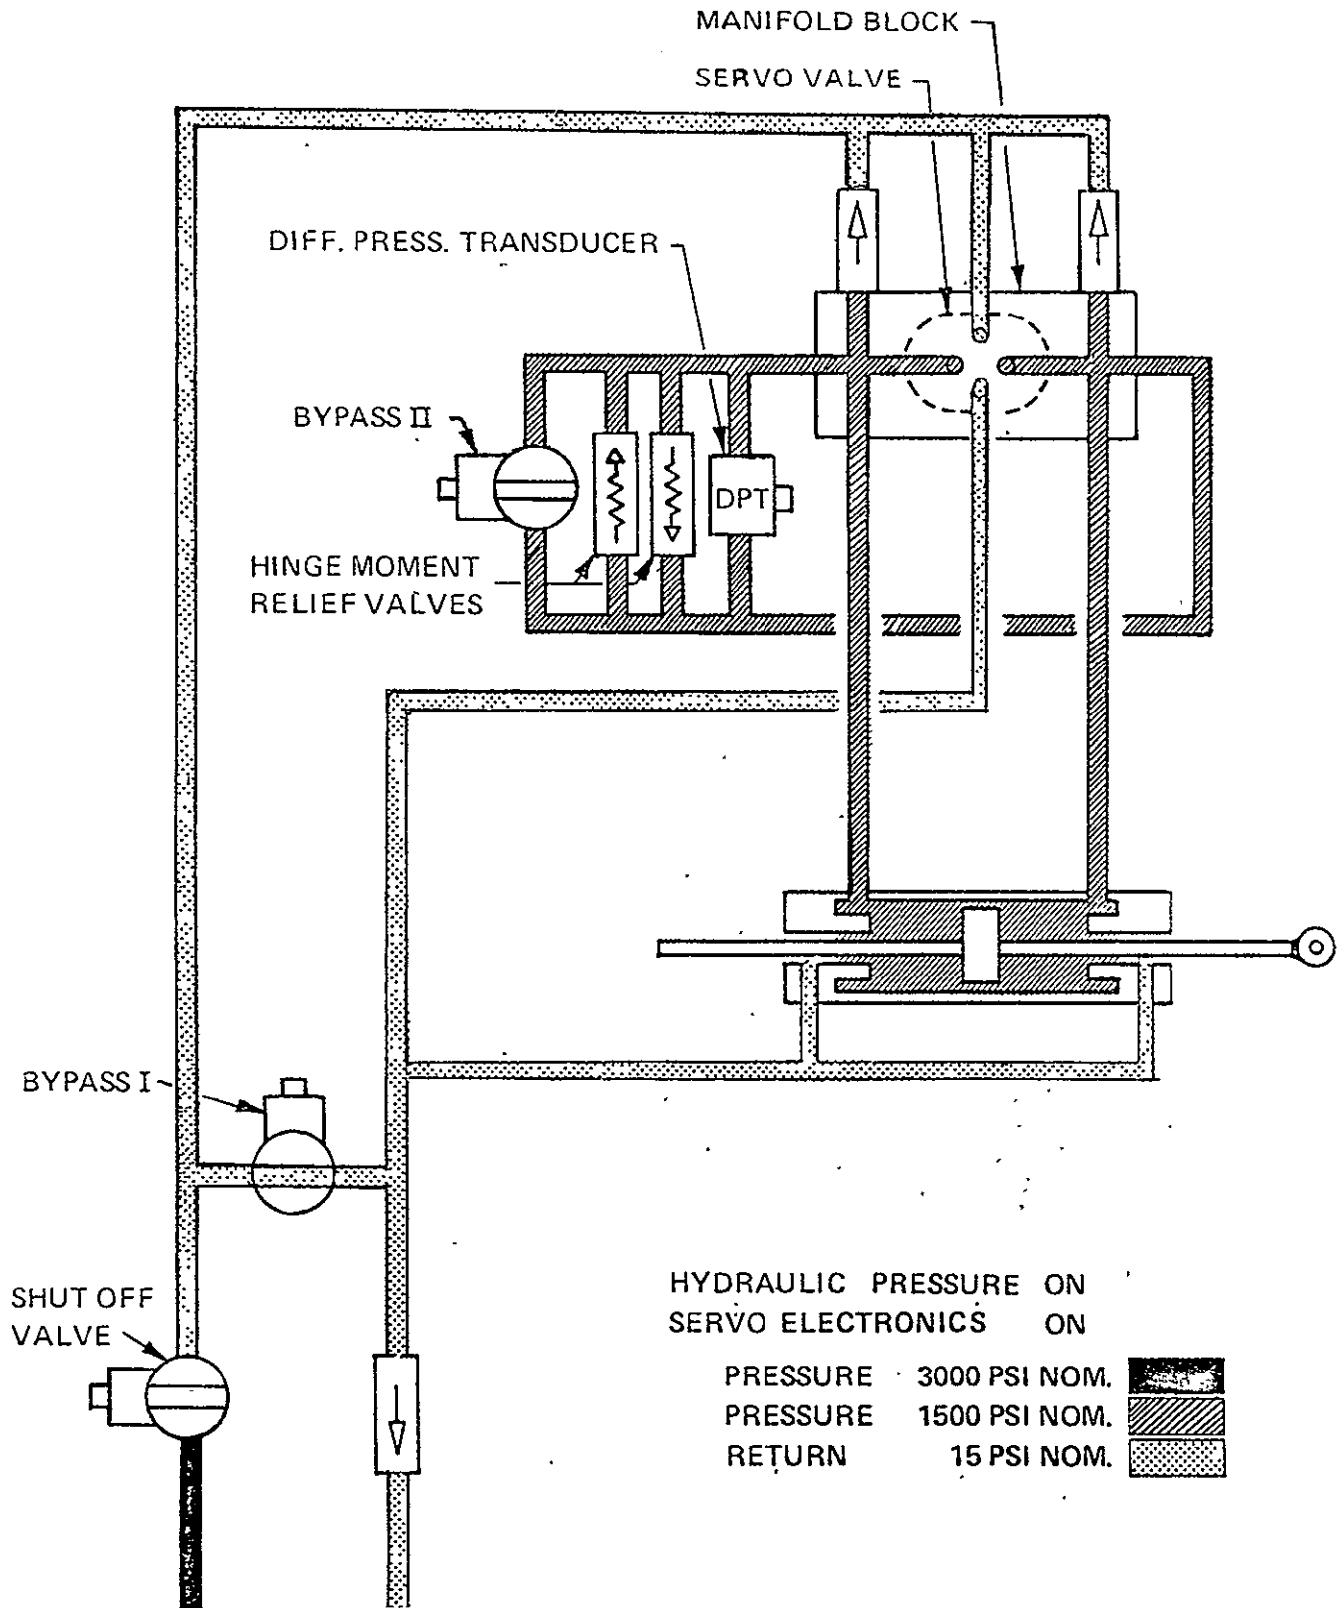 MANIFOLD BLOCK
SERVO VALVE
DIFF. PRESS. TRANSDUCER
BYPASS II
DPT
HINGE MOMENT
RELIEF VALVES
BYPASS I
SHUT OFF
VALVE
HYDRAULIC PRESSURE ON
SERVO ELECTRONICS ON
PRESSURE 3000 PSI NOM.
PRESSURE 1500 PSI NOM.
RETURN 15 PSI NOM.